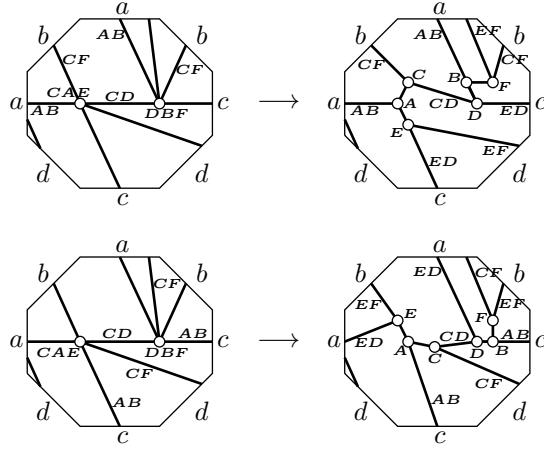 a a
b AB b b AB EF b
CF CF CF CF
C B F
CAE CD A CD D
a AB DBF c a AB ED c
E
EF
d d d ED d
c c
a a
b b b ED CF b
CF EF EF
E F
CD AB CD AB
a CAE DBF c a ED A C D B c
CF CF
d AB d d AB d
c c